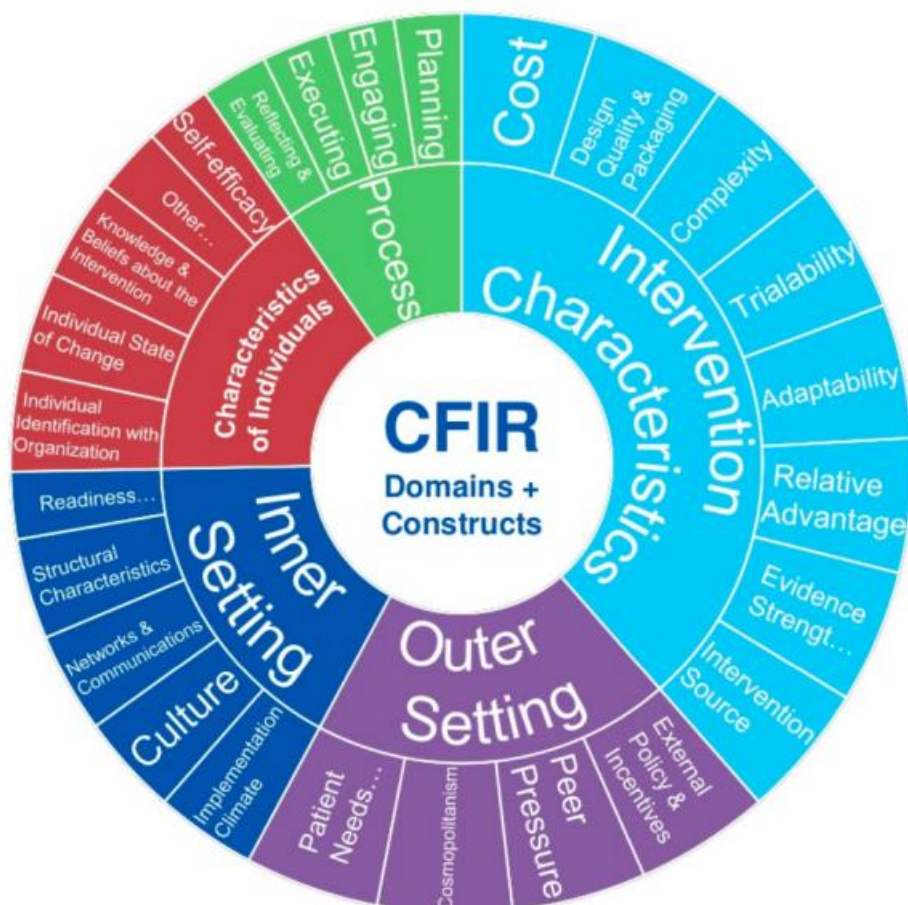 CFIR
Domains +
Constructs
Intervention
Characteristics
Cost
Design
Quality &
Packaging
Complexity
Trialability
Adaptability
Relative
Advantage
Evidence
Strengt...
Intervention
Source
Outer
Setting
External
Policy &
Incentives
Peer
Pressure
Cosmopolitanism
Patient
Needs...
Inner
Setting
Implementation
Climate
Culture
Networks &
Communications
Structural
Characteristics
Readiness...
Characteristics
of Individuals
Individual
Identification with
Organization
Individual State
of Change
Knowledge &
Beliefs about the
Intervention
Other...
Self-efficacy
Process
Reflecting &
Evaluating
Executing
Engaging
Planning